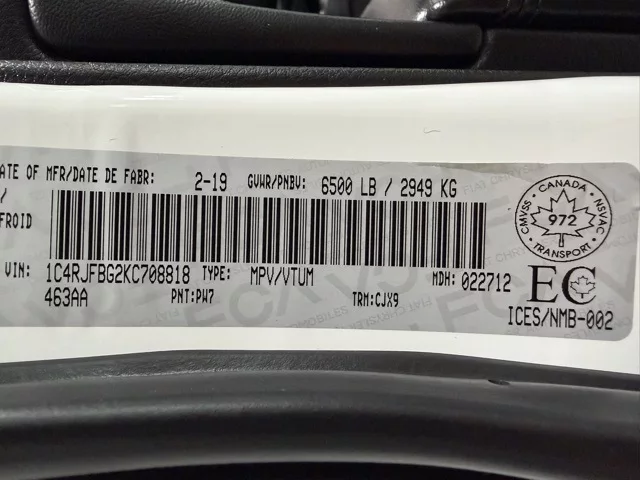 ATE OF MFR/DATE DE FABR: 2-19 GVWR/PNBV: 6500 LB / 2949 KG
/
FROID
VIN: 1C4RJFBG2KC708818 TYPE: MPV/VTUM MDH: 022712
463AA PNT:PW7 TRM:CJX9
CANADA
CMVSS NSVAC
972
TRANSPORT
EC
ICES/NMB-002